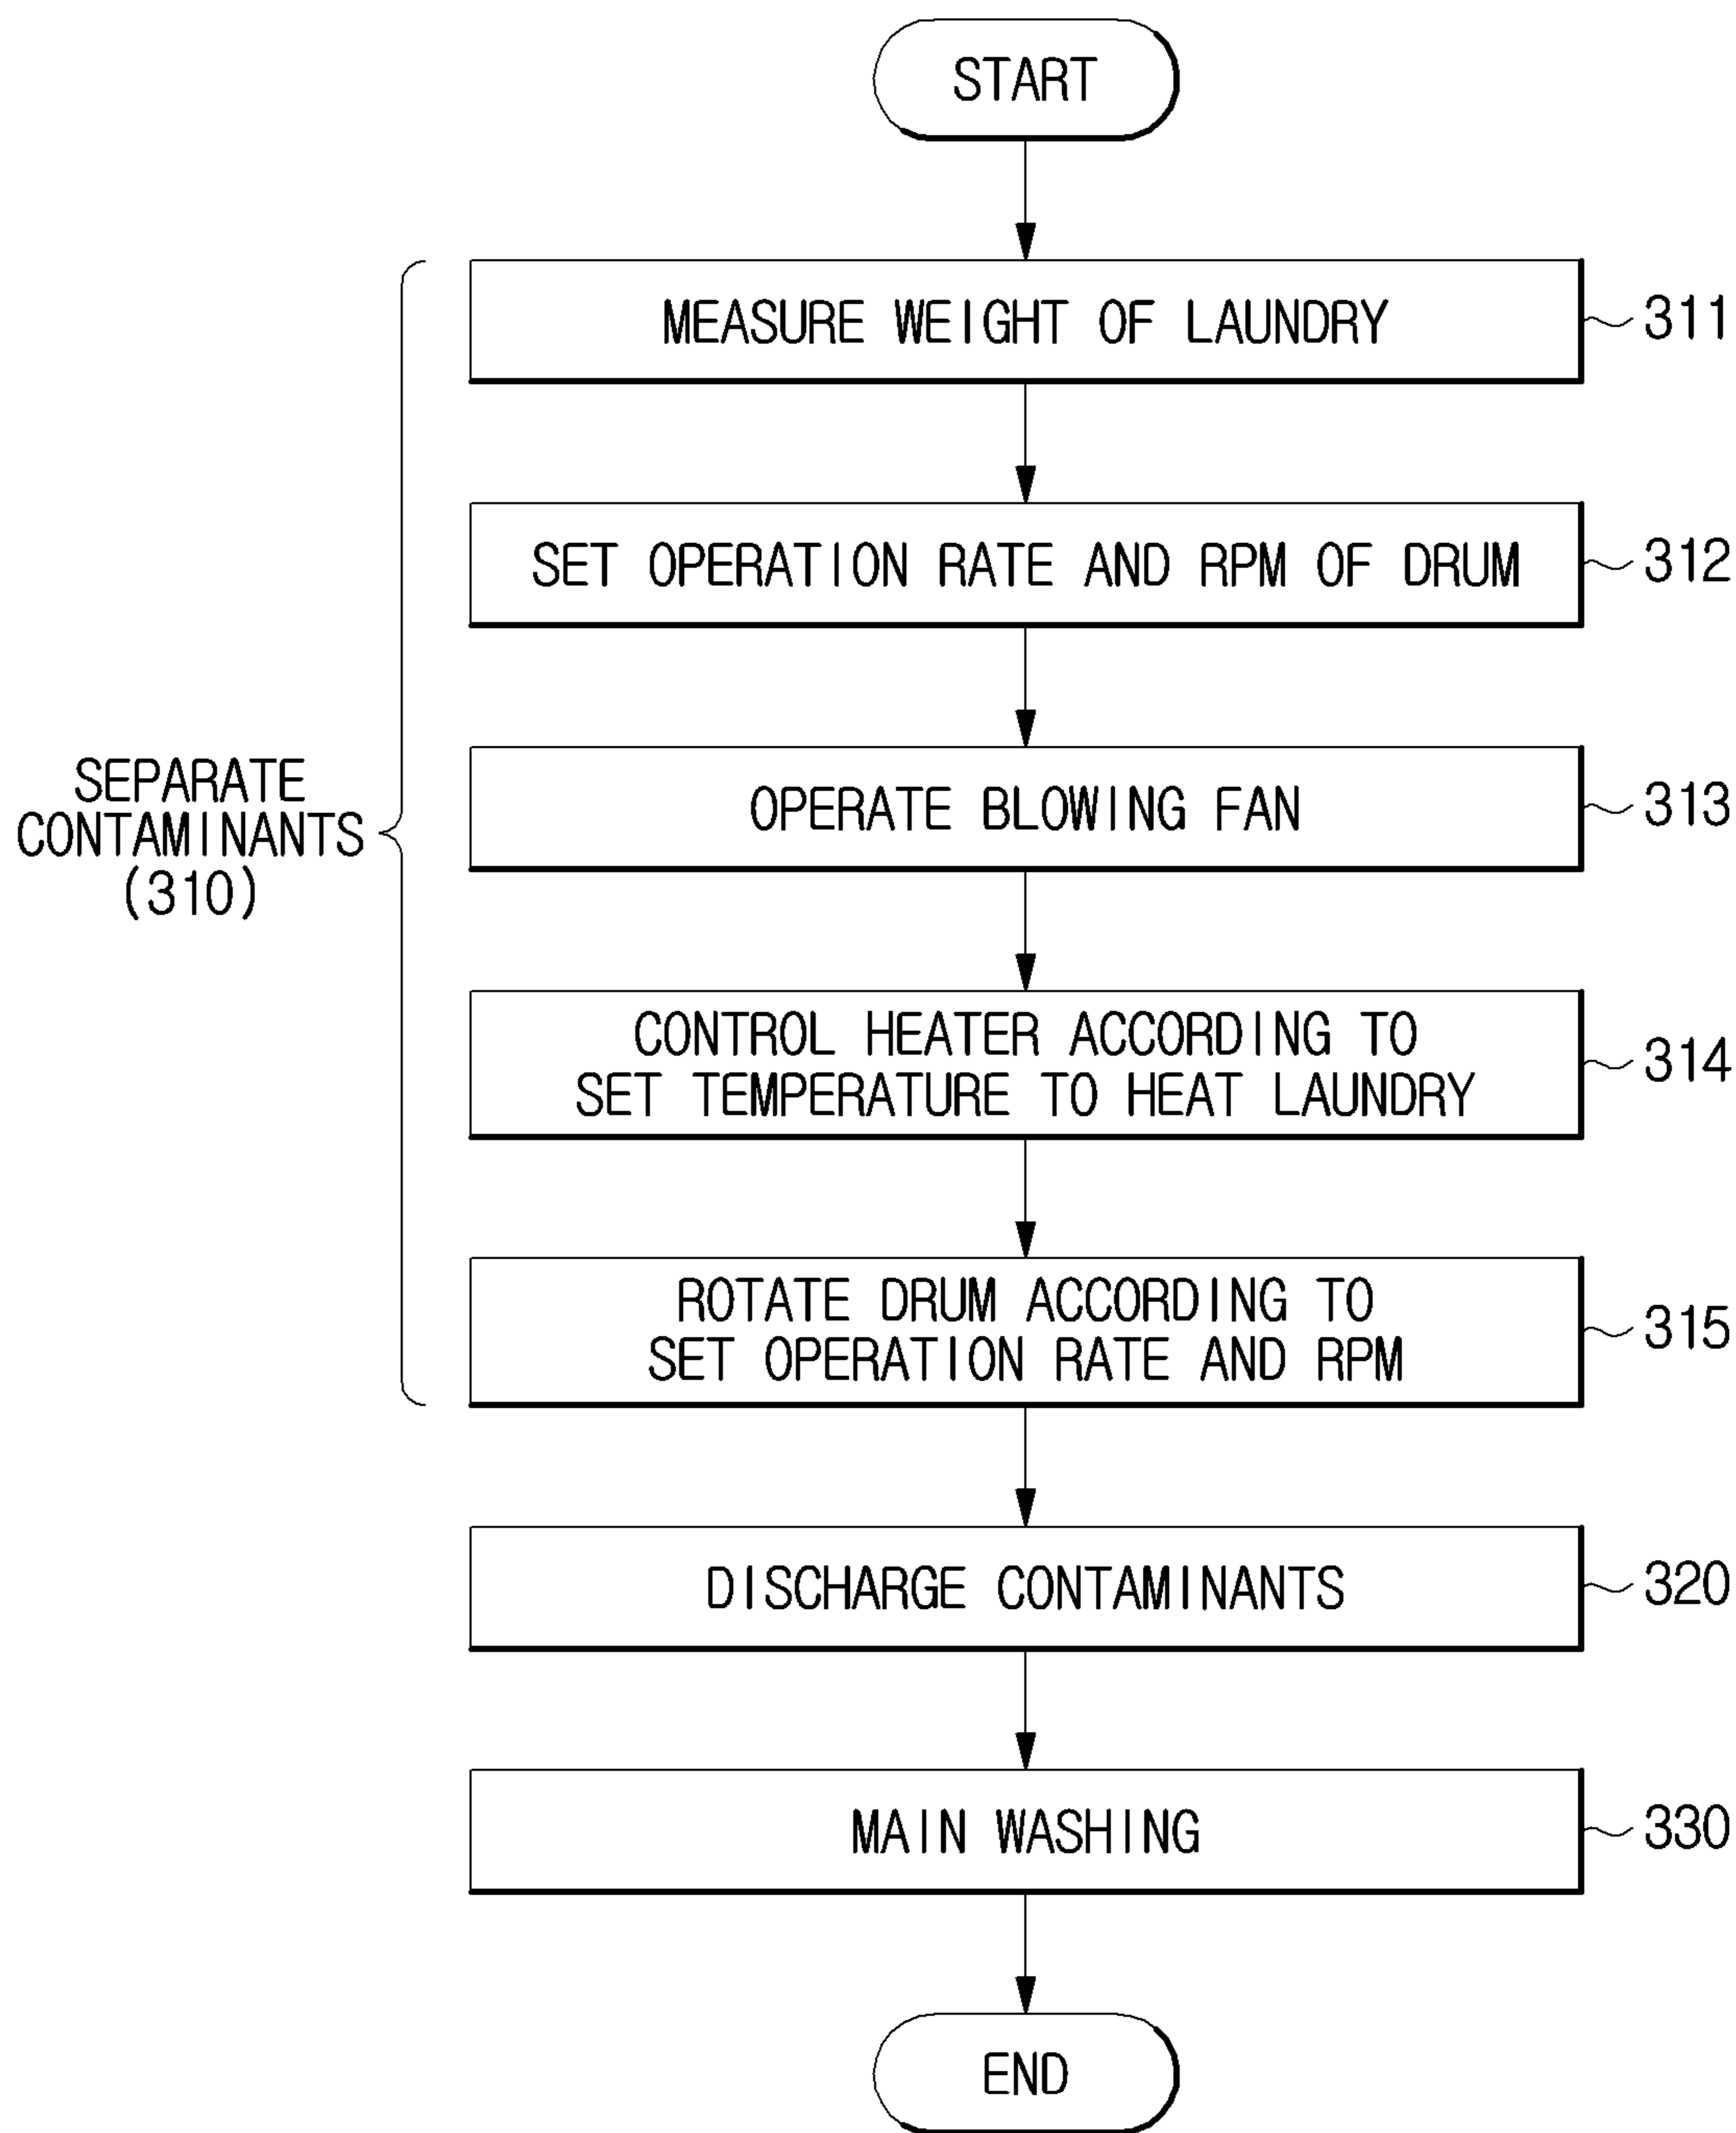 START
MEASURE WEIGHT OF LAUNDRY
311
SET OPERATION RATE AND RPM OF DRUM
312
SEPARATE
CONTAMINANTS
(310)
OPERATE BLOWING FAN
313
CONTROL HEATER ACCORDING TO
SET TEMPERATURE TO HEAT LAUNDRY
314
ROTATE DRUM ACCORDING TO
SET OPERATION RATE AND RPM
315
DISCHARGE CONTAMINANTS
320
MAIN WASHING
330
END